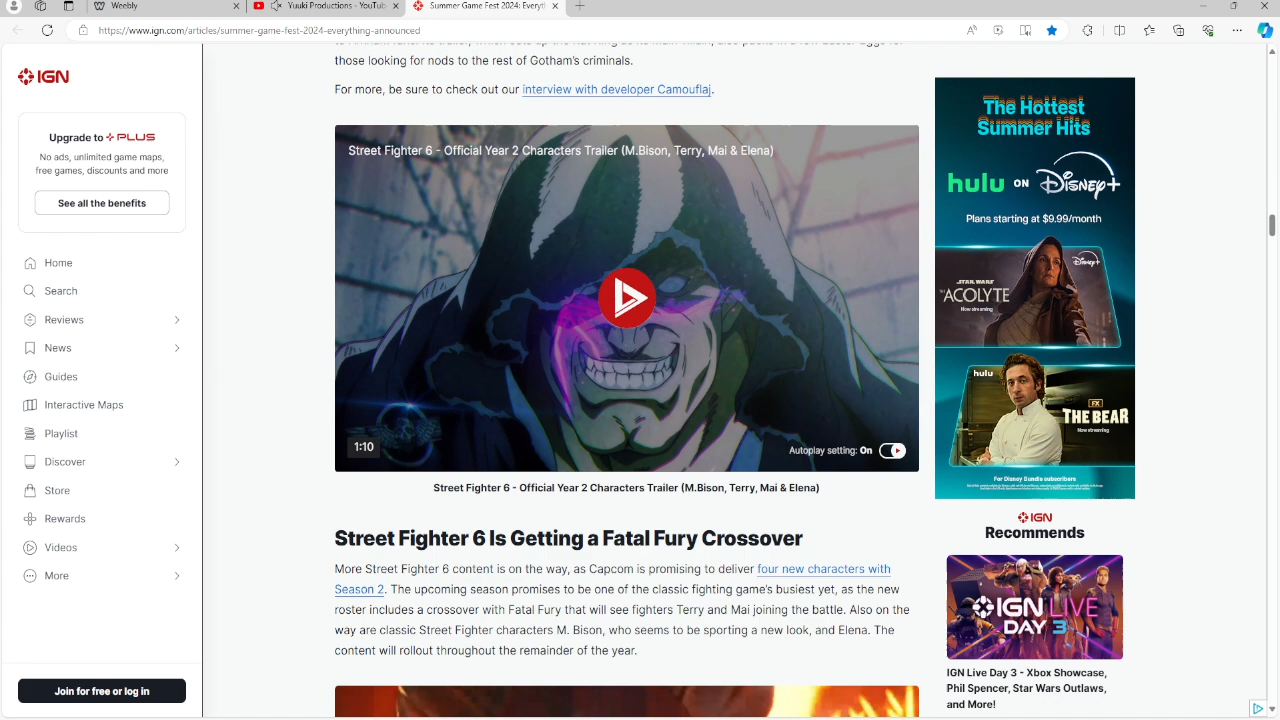 Weebly
Yuuki Productions - YouTube
Summer Game Fest 2024: Everyt
https://www.ign.com/articles/summer-game-fest-2024-everything-announced
IGN
Upgrade to PLUS
No ads, unlimited game maps,
free games, discounts and more
See all the benefits
Home
Search
Reviews
News
Guides
Interactive Maps
Playlist
Discover
Store
Rewards
Videos
More
Join for free or log in
those looking for nods to the rest of Gotham's criminals.
For more, be sure to check out our interview with developer Camouflaj.
Street Fighter 6 - Official Year 2 Characters Trailer (M.Bison, Terry, Mai & Elena)
1:10
Autoplay setting: On
Street Fighter 6 - Official Year 2 Characters Trailer (M.Bison, Terry, Mai & Elena)
Street Fighter 6 Is Getting a Fatal Fury Crossover
More Street Fighter 6 content is on the way, as Capcom is promising to deliver four new characters with
Season 2. The upcoming season promises to be one of the classic fighting game's busiest yet, as the new
roster includes a crossover with Fatal Fury that will see fighters Terry and Mai joining the battle. Also on the
way are classic Street Fighter characters M. Bison, who seems to be sporting a new look, and Elena. The
content will rollout throughout the remainder of the year.
The Hottest
Summer Hits
hulu ON Disney+
Plans starting at $9.99/month
Disney+
STAR WARS
THE ACOLYTE
Now streaming
hulu
FX
THE BEAR
Now streaming
For Disney Bundle subscribers
IGN
Recommends
IGN LIVE
DAY 3
IGN Live Day 3 - Xbox Showcase,
Phil Spencer, Star Wars Outlaws,
and More!